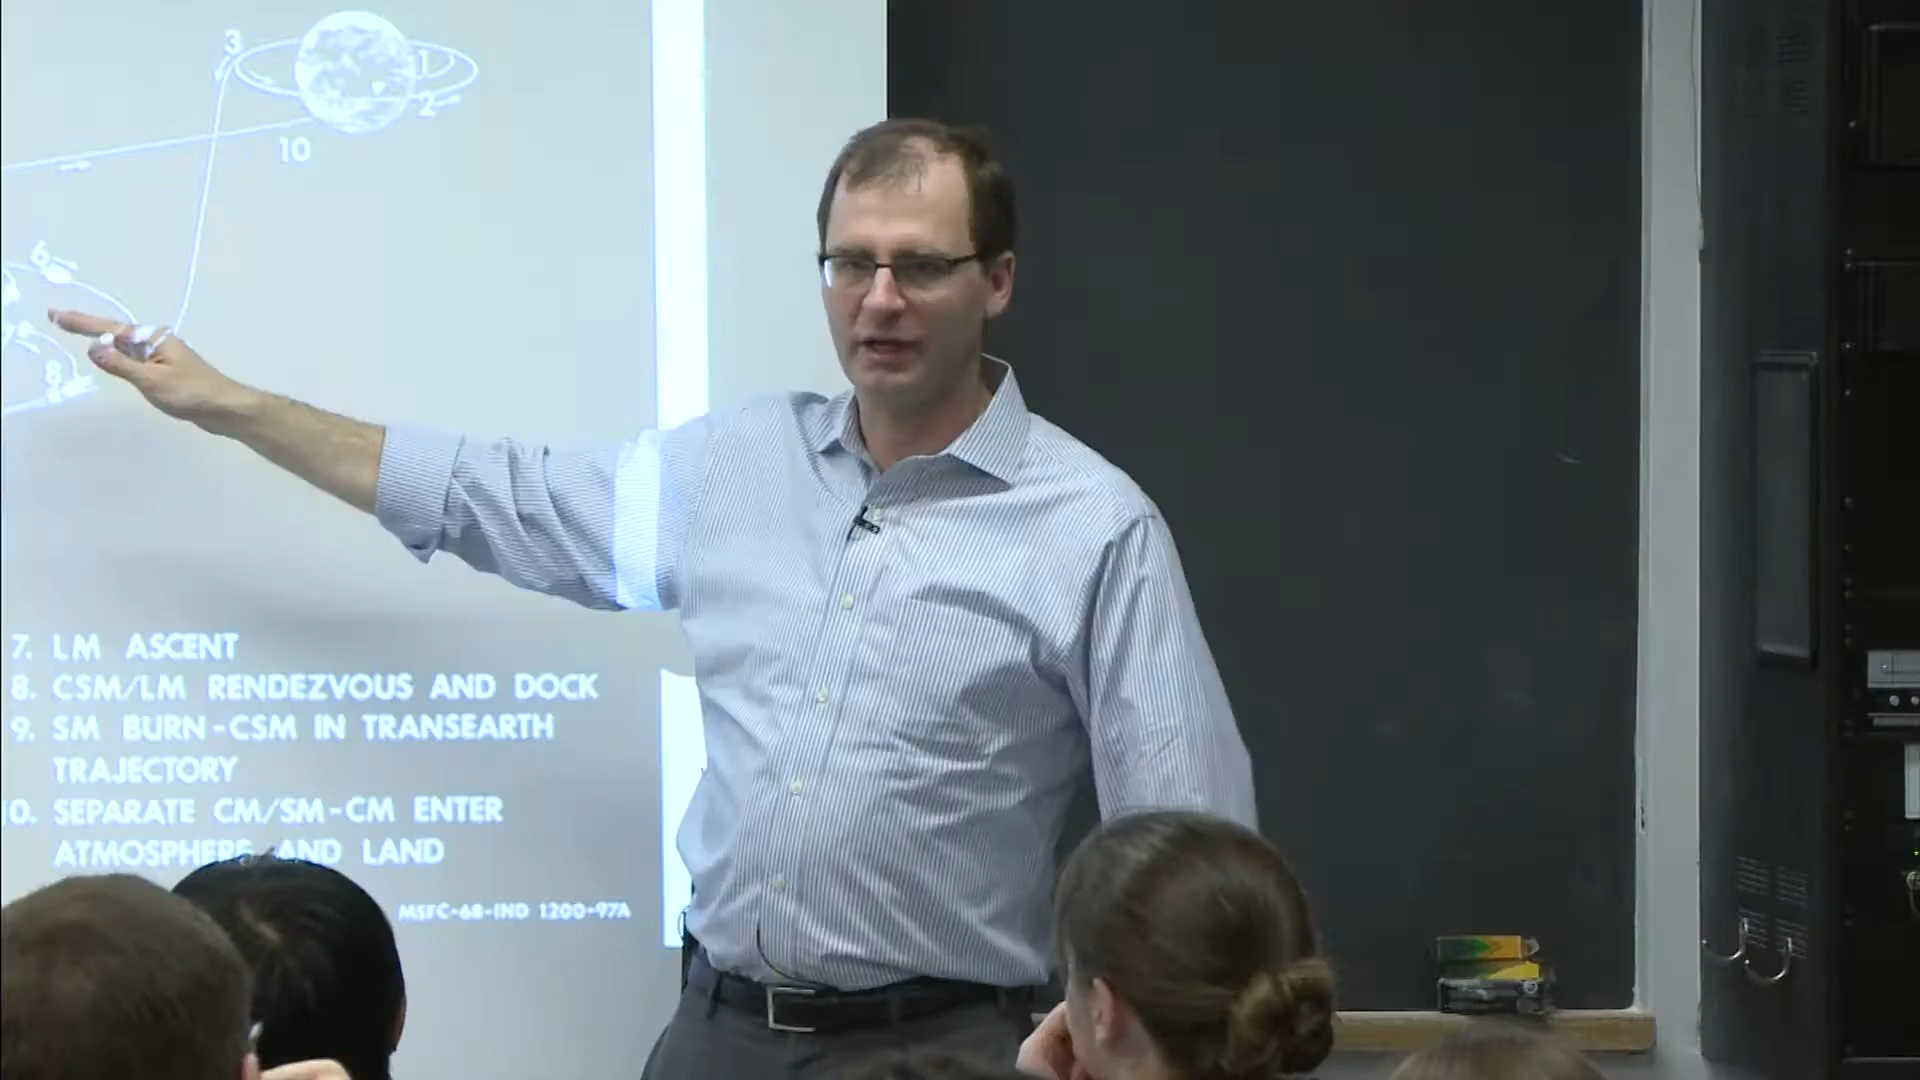 3
1
2
10
6
7
8
7. LM ASCENT
8. CSM/LM RENDEZVOUS AND DOCK
9. SM BURN-CSM IN TRANSEARTH
TRAJECTORY
10. SEPARATE CM/SM-CM ENTER
ATMOSPHERE AND LAND
MSFC-68-IND 1200-97A